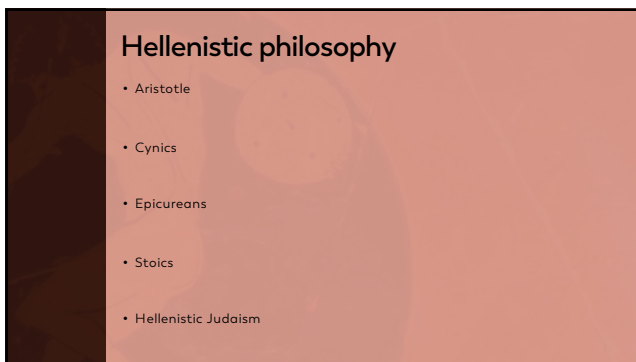 Hellenistic philosophy
• Aristotle
• Cynics
• Epicureans
• Stoics
• Hellenistic Judaism